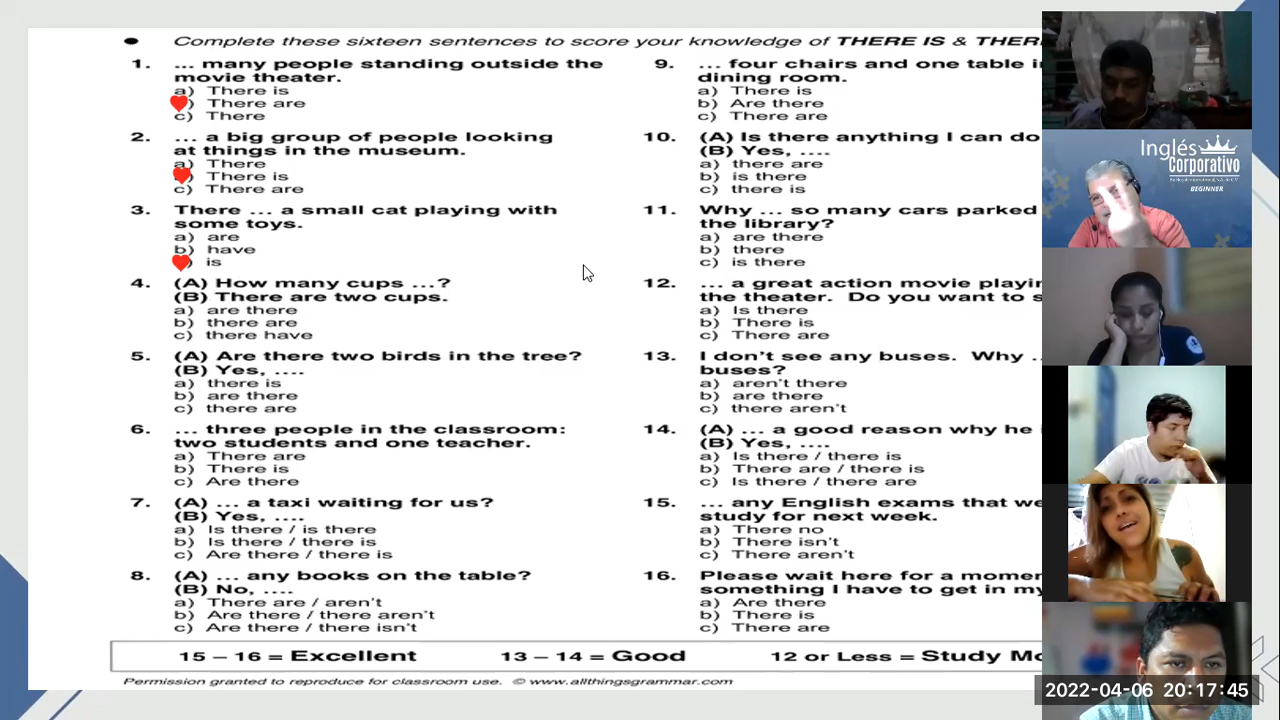 Complete these sixteen sentences to score your knowledge of THERE IS &
1. ... many people standing outside the
movie theater.
a) There is
) There are
c) There
2. ... a big group of people looking
at things in the museum.
a) There
) There is
c) There are
3. There ... a small cat playing with
some toys.
a) are
b) have
) is
4. (A) How many cups ...?
(B) There are two cups.
a) are there
b) there are
c) there have
5. (A) Are there two birds in the tree?
(B) Yes, ....
a) there is
b) are there
c) there are
6. ... three people in the classroom:
two students and one teacher.
a) There are
b) There is
c) Are there
7. (A) ... a taxi waiting for us?
(B) Yes, ....
a) Is there / is there
b) Is there / there is
c) Are there / there is
8. (A) ... any books on the table?
(B) No, ....
a) There are / aren't
b) Are there / there aren't
c) Are there / there isn't
9. ... four chairs and one table
dining room.
a) There is
b) Are there
c) There are
10. (A) Is there anything I can do
(B) Yes, ....
a) there are
b) is there
c) there is
11. Why ... so many cars parked
the library?
a) are there
b) there
c) is there
12. ... a great action movie
the theater. Do you want to
a) Is there
b) There is
c) There are
13. I don't see any buses. Why
buses?
a) aren't there
b) are there
c) there aren't
14. (A) ... a good reason why he
(B) Yes, ....
a) Is there / there is
b) There are / there is
c) Is there / there are
15. ... any English exams that
study for next week.
a) There no
b) There isn't
c) There aren't
16. Please wait here for a
something I have to get in
a) Are there
b) There is
c) There are
15 – 16 = Excellent 13 – 14 = Good 12 or Less = Study
Permission granted to reproduce for classroom use. © www.allthingsgrammar.com
Inglés
Corporativo
BEGINNER
2022-04-06 20:17:45